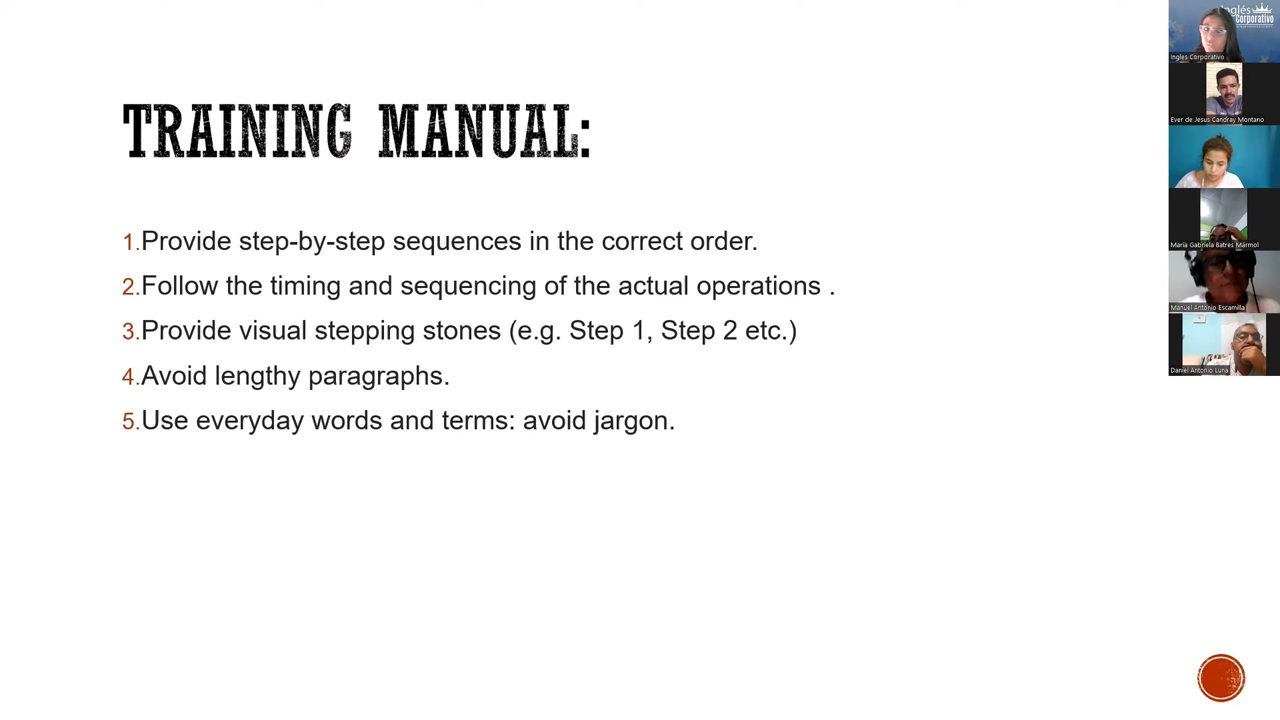 TRAINING MANUAL:
1.Provide step-by-step sequences in the correct order.
2.Follow the timing and sequencing of the actual operations .
3.Provide visual stepping stones (e.g. Step 1, Step 2 etc.)
4.Avoid lengthy paragraphs.
5.Use everyday words and terms: avoid jargon.
Inglés
Corporativo
Ingles Corporativo
Ever de Jesus Candray Montano
María Gabriela Batres Mármol
Manuel Antonio Escamilla
Daniel Antonio Luna